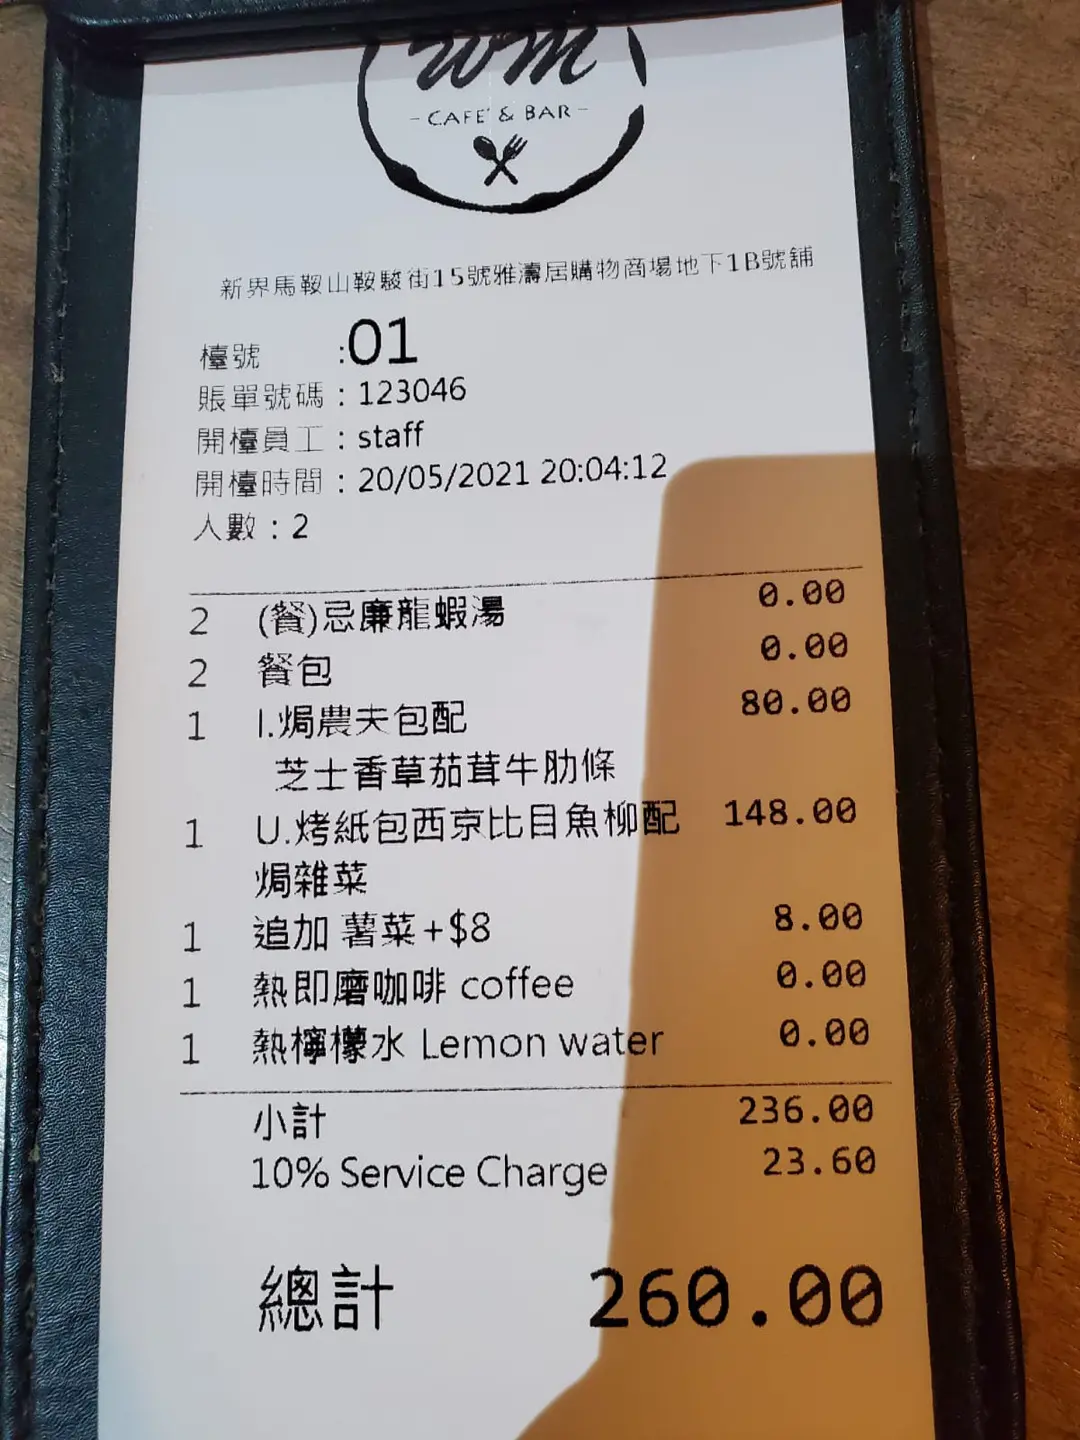 wm
- CAFE' & BAR -
新界馬鞍山鞍駿街15號雅濤居購物商場地下1B號舖
檯號 :01
賬單號碼 : 123046
開檯員工 : staff
開檯時間 : 20/05/2021 20:04:12
人數 : 2
2 (餐)忌廉龍蝦湯 0.00
2 餐包 0.00
1 I.焗農夫包配 80.00
芝士香草茄茸牛肋條
1 U.烤紙包西京比目魚柳配 148.00
焗雜菜
1 追加 薯菜+$8 8.00
1 熱即磨咖啡 coffee 0.00
1 熱檸檬水 Lemon water 0.00
小計 236.00
10% Service Charge 23.60
總計 260.00